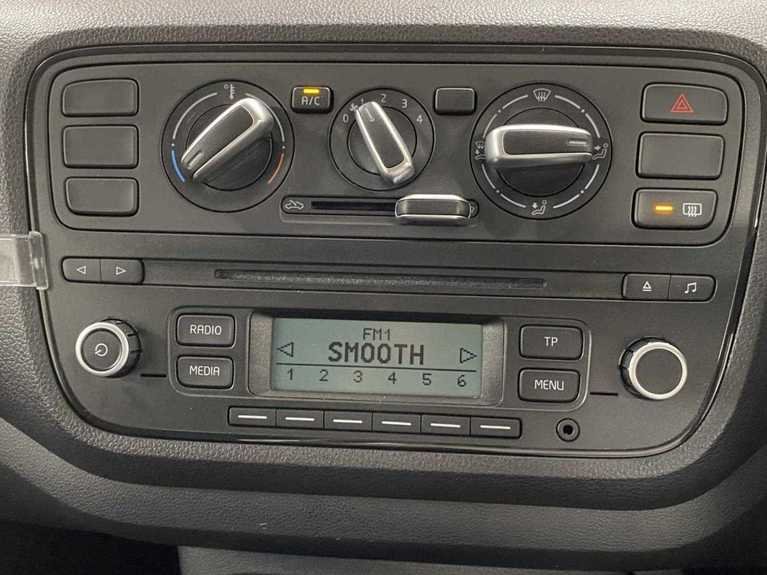 A/C
0 1 2 3 4
RADIO
MEDIA
FM1
SMOOTH
1 2 3 4 5 6
TP
MENU